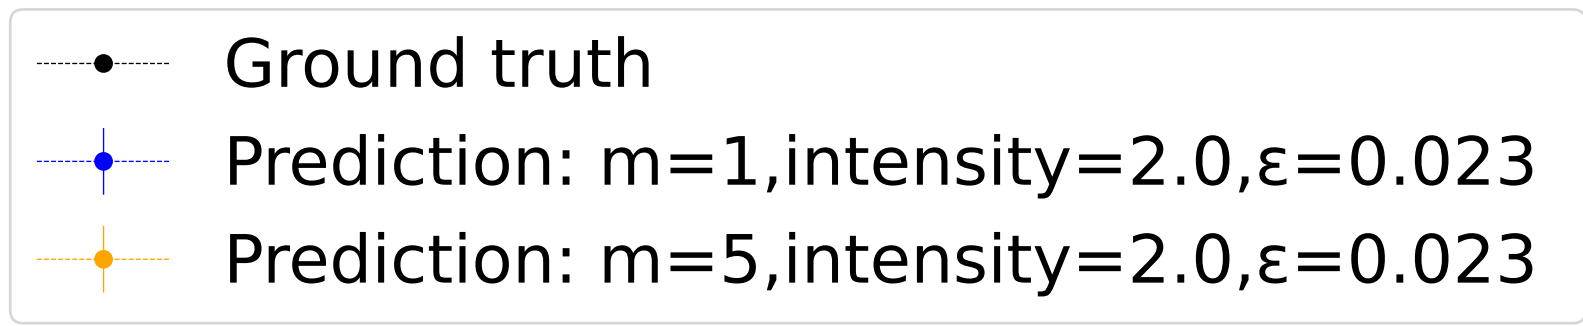 Ground truth
Prediction: m=1,intensity=2.0,ε=0.023
Prediction: m=5,intensity=2.0,ε=0.023